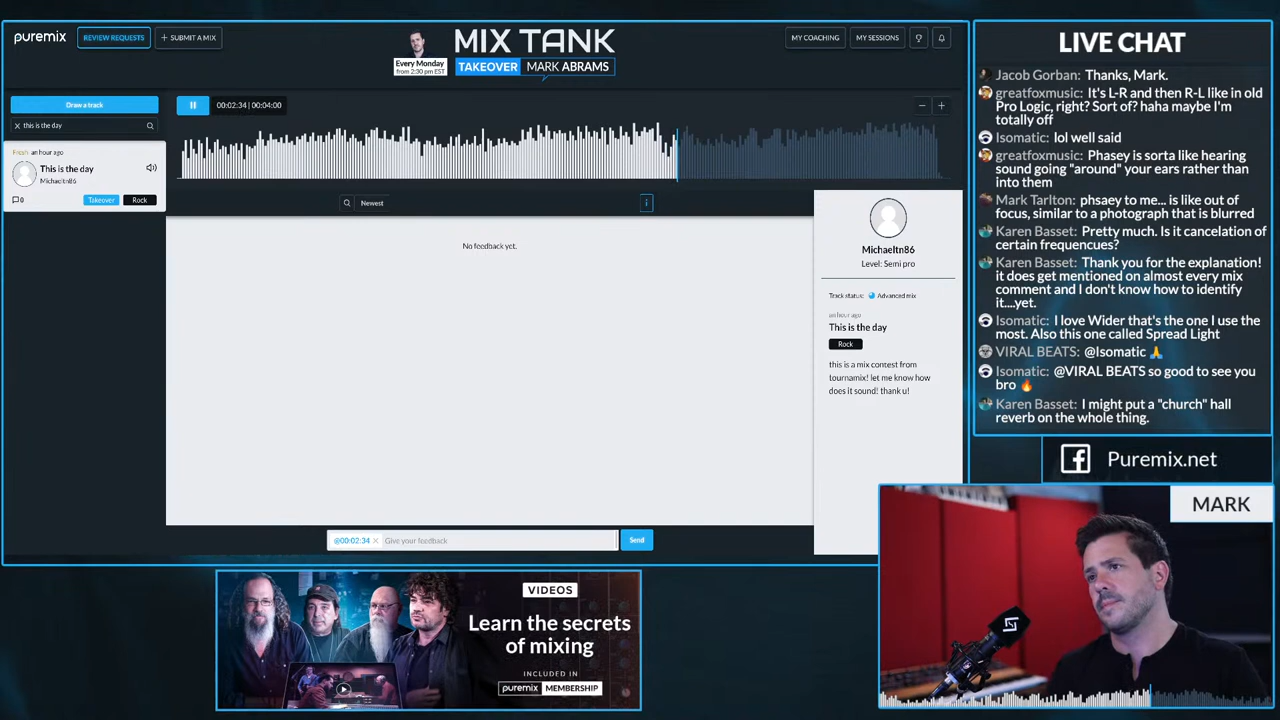 puremix
REVIEW REQUESTS
+ SUBMIT A MIX
Every Monday
from 2:30 pm EST
MIX TANK
TAKEOVER MARK ABRAMS
MY COACHING
MY SESSIONS
Draw a track
this is the day
Fresh an hour ago
This is the day
Michaeltn86
0
Takeover
Rock
00:02:34 | 00:04:00
Newest
i
No feedback yet.
Michaeltn86
Level: Semi pro
Track status: Advanced mix
an hour ago
This is the day
Rock
this is a mix contest from
tournamix! let me know how
does it sound! thank u!
@00:02:34 ×
Give your feedback
Send
LIVE CHAT
Jacob Gorban: Thanks, Mark.
greatfoxmusic: It's L-R and then R-L like in old
Pro Logic, right? Sort of? haha maybe I'm
totally off
Isomatic: lol well said
greatfoxmusic: Phasey is sorta like hearing
sound going "around" your ears rather than
into them
Mark Tarlton: phsaey to me... is like out of
focus, similar to a photograph that is blurred
Karen Basset: Pretty much. Is it cancelation of
certain frequencues?
Karen Basset: Thank you for the explanation!
it does get mentioned on almost every mix
comment and I don't know how to identify
it....yet.
Isomatic: I love Wider that's the one I use the
most. Also this one called Spread Light
VIRAL BEATS: @Isomatic 🙏
Isomatic: @VIRAL BEATS so good to see you
bro 🔥
Karen Basset: I might put a "church" hall
reverb on the whole thing.
Puremix.net
MARK
VIDEOS
Learn the secrets
of mixing
INCLUDED IN
puremix MEMBERSHIP